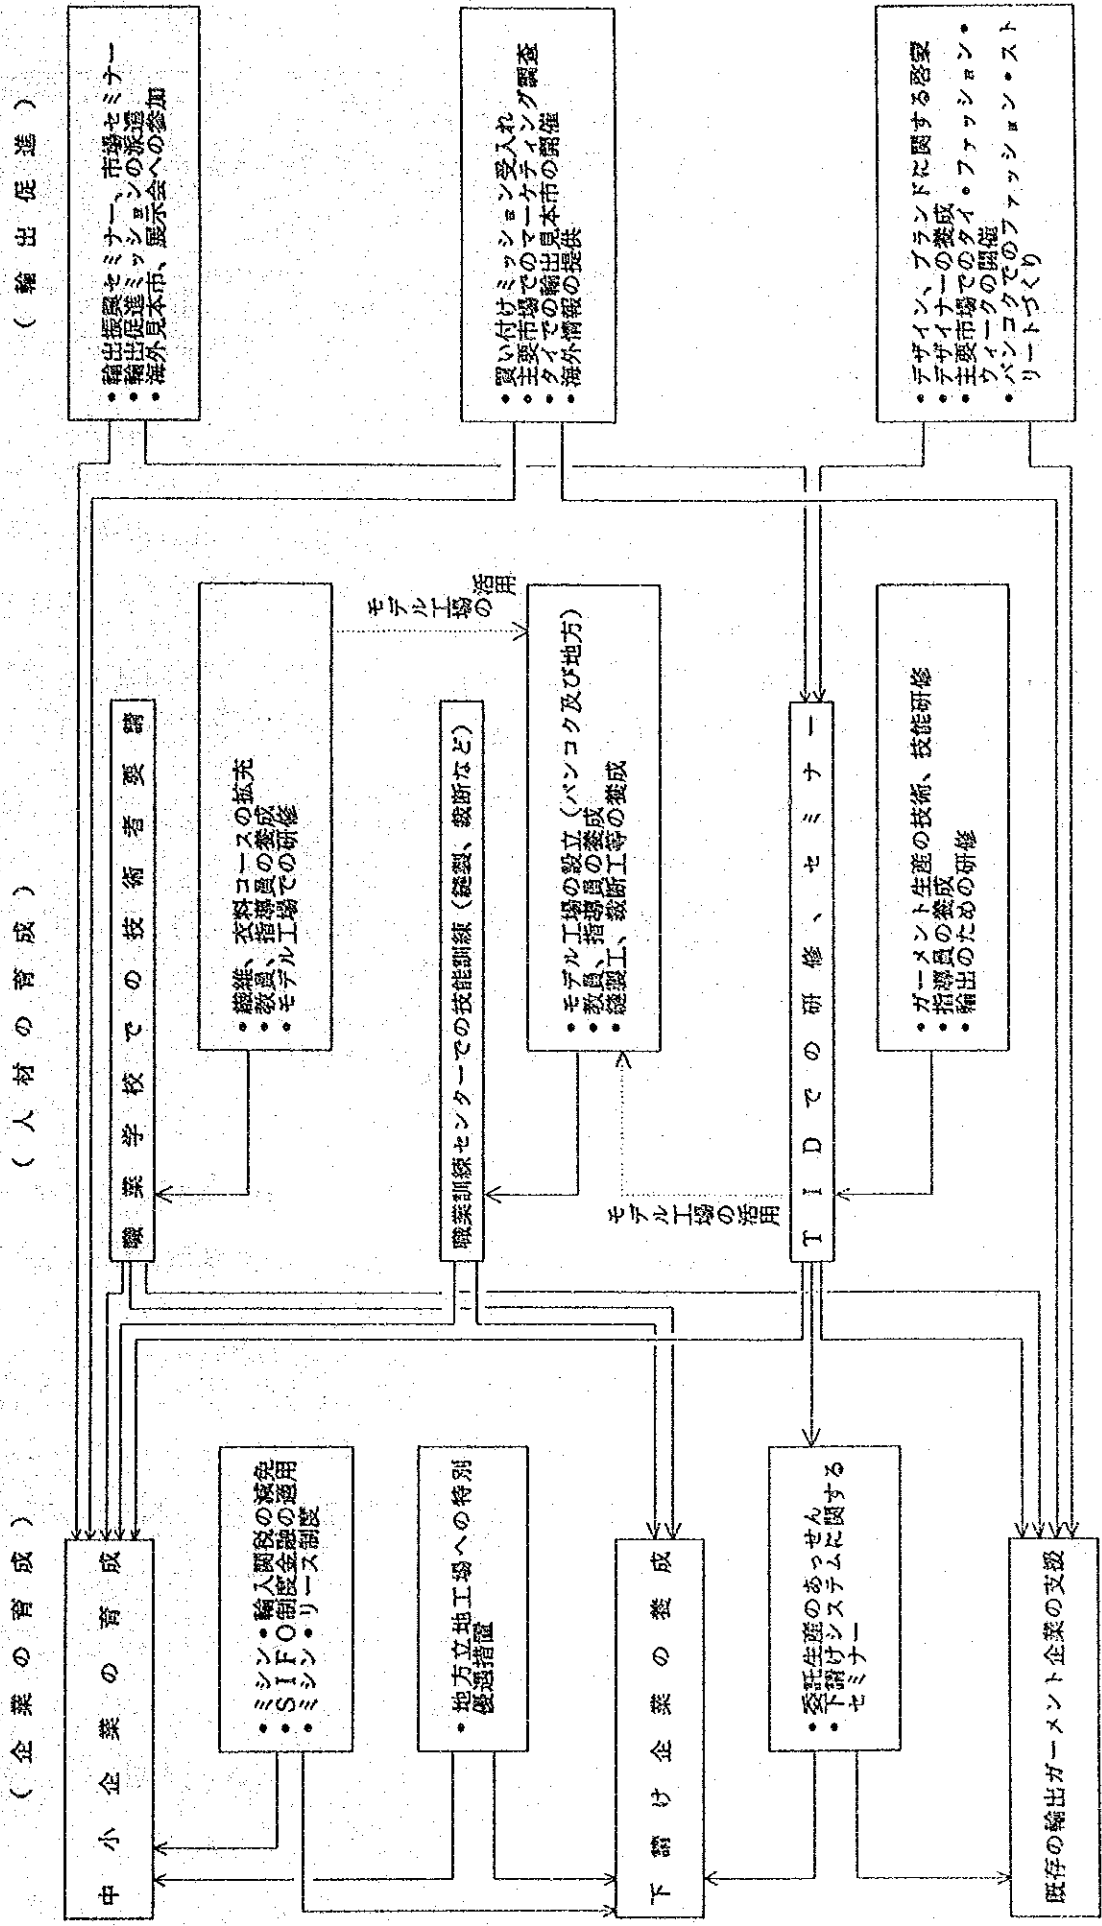 （企業の育成）
中小企業の育成
・ミシン・輸入関税の減免
・ＳＩＦＯ制度金融の適用
・ミシン・リース制度
・地方立地工場への特別
優遇措置
下請け企業の養成
・委託生産のあっせん
・下請けシステムに関する
セミナー
既存の輸出ガーメント企業の支援
（人材の育成）
職業学校での技術者要請
・繊維、衣料コースの拡充
・教員、指導員の養成
・モデル工場での研修
モデル工場の
活用
職業訓練センターでの技能訓練（縫製、裁断など）
・モデル工場の設立（バンコク及び地方）
・教員、指導員の養成
・縫製工、裁断工等の養成
モデル工場の活用
ＴＩＤでの研修、セミナー
・ガーメント生産の技術、技能研修
・指導員の養成
・輸出のための研修
（輸出促進）
・輸出振興セミナー、市場セミナー
・輸出促進ミッションの派遣
・海外見本市、展示会への参加
・買い付けミッション受入れ
・主要市場でのマーケティング調査
・タイでの輸出見本市の開催
・海外情報の提供
・デザイン、ブランドに関する啓蒙
・デザイナーの養成
・主要市場でのタイ・ファッション・
ウィークの開催
・バンコクでのファッション・スト
リートづくり